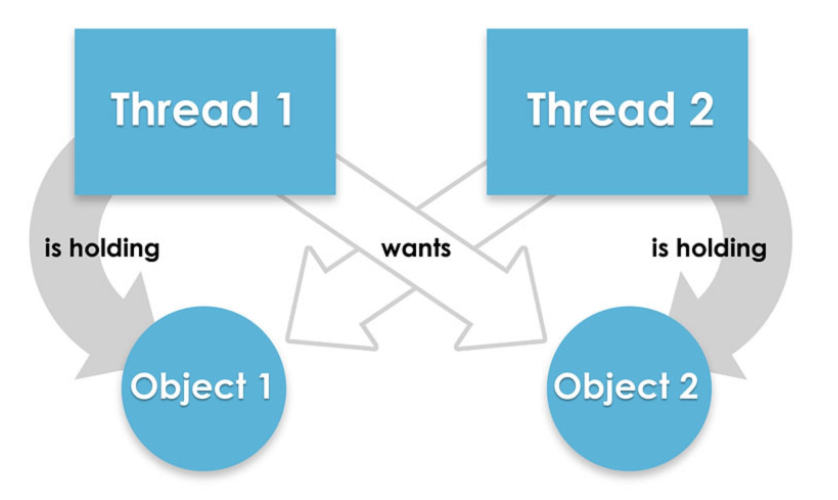 Thread 1
Thread 2
is holding
wants
is holding
Object 1
Object 2